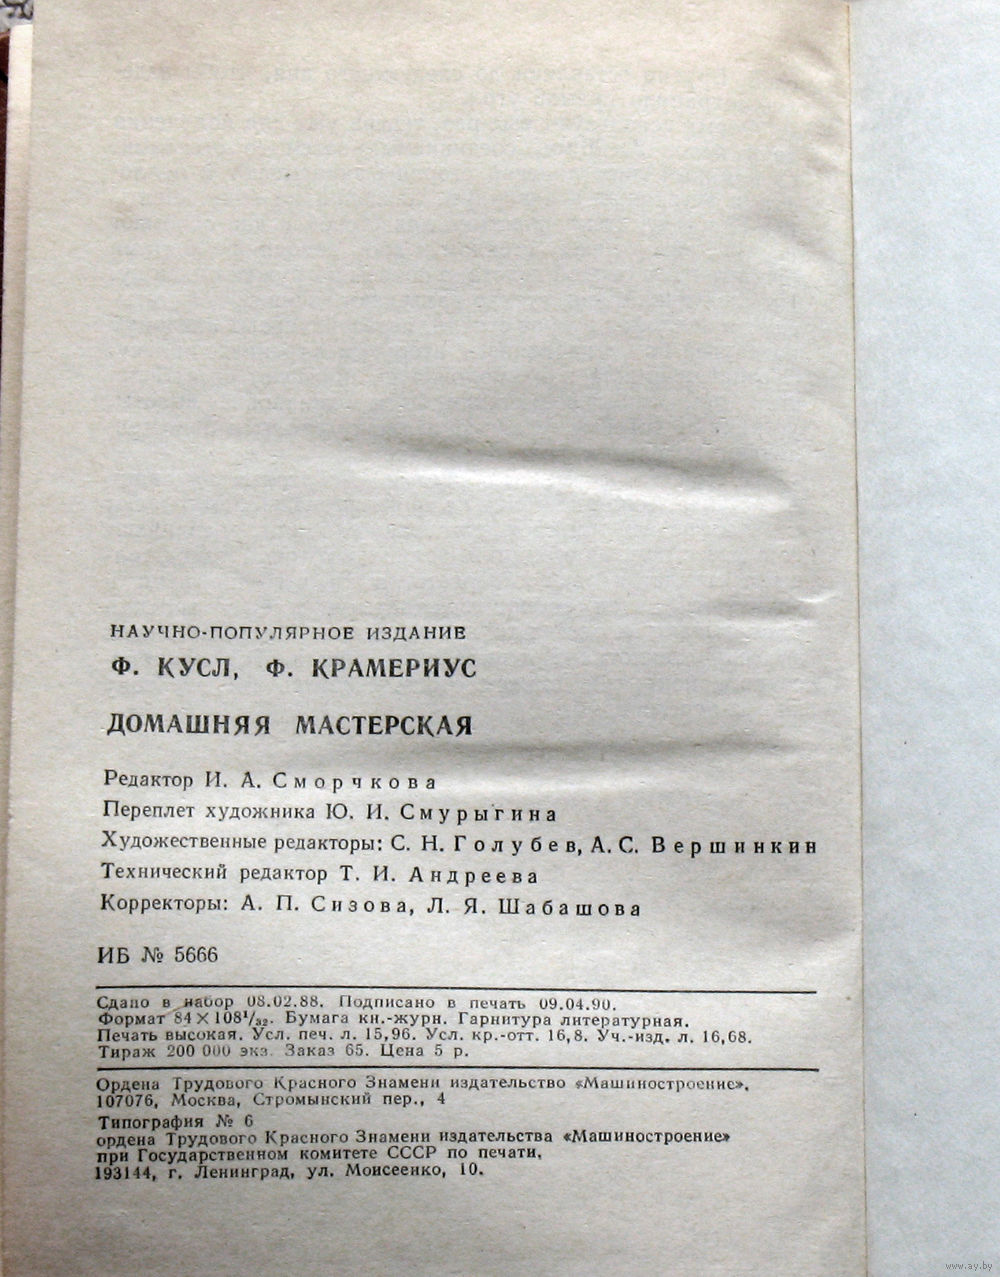 НАУЧНО-ПОПУЛЯРНОЕ ИЗДАНИЕ
Ф. КУСЛ, Ф. КРАМЕРИУС
ДОМАШНЯЯ МАСТЕРСКАЯ
Редактор И. А. Сморчкова
Переплет художника Ю. И. Смурыгина
Художественные редакторы: С. Н. Голубев, А. С. Вершинкин
Технический редактор Т. И. Андреева
Корректоры: А. П. Сизова, Л. Я. Шабашова
ИБ № 5666
Сдано в набор 08.02.88. Подписано в печать 09.04.90.
Формат 84×108¹/₃₂. Бумага кн.-журн. Гарнитура литературная.
Печать высокая. Усл. печ. л. 15,96. Усл. кр.-отт. 16,8. Уч.-изд. л. 16,68.
Тираж 200 000 экз. Заказ 65. Цена 5 р.
Ордена Трудового Красного Знамени издательство «Машиностроение».
107076, Москва, Стромынский пер., 4
Типография № 6
ордена Трудового Красного Знамени издательства «Машиностроение»
при Государственном комитете СССР по печати.
193144, г. Ленинград, ул. Моисеенко, 10.
www.ay.by